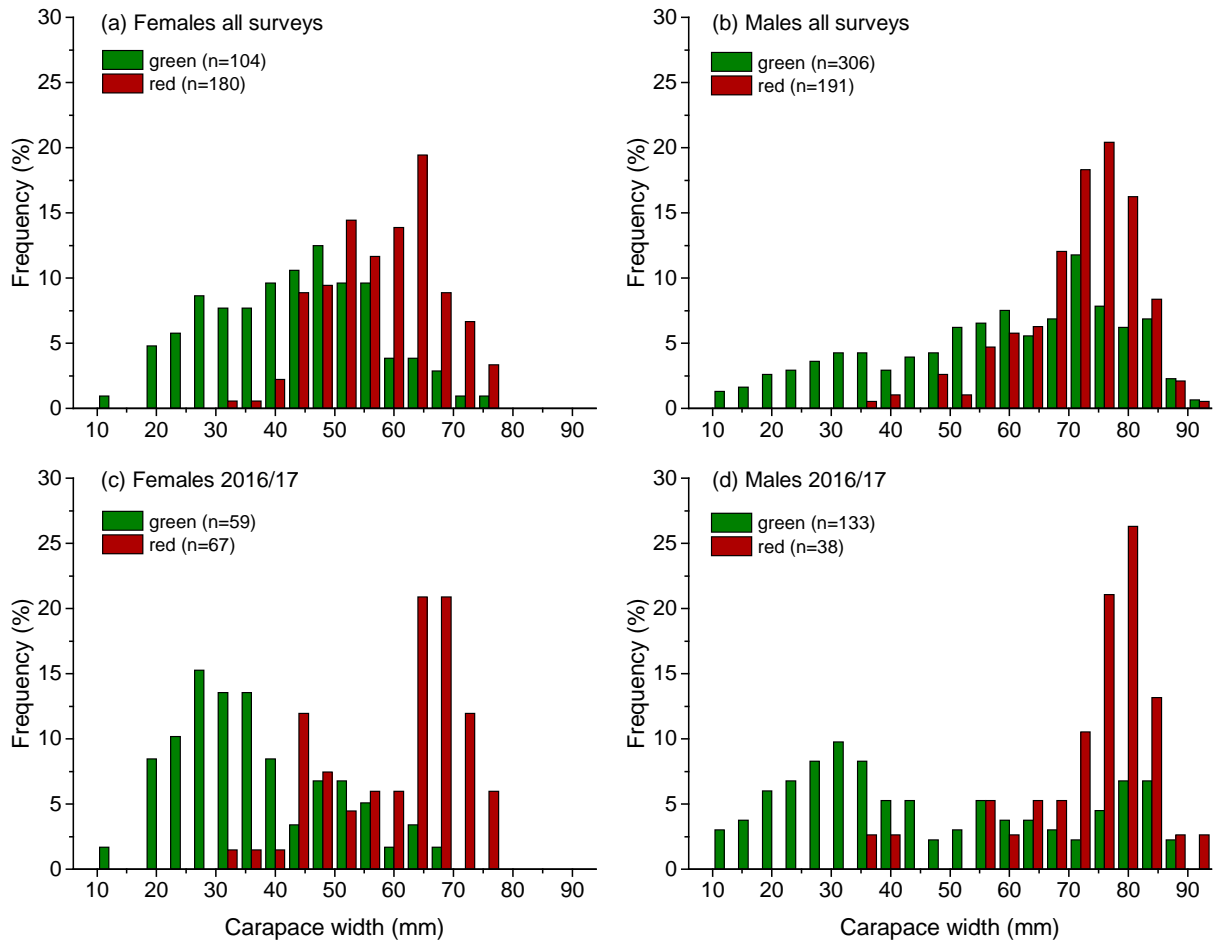 (a) Females all surveys
green (n=104)
red (n=180)
Frequency (%)
30
25
20
15
10
5
0
10 20 30 40 50 60 70 80 90
(b) Males all surveys
green (n=306)
red (n=191)
Frequency (%)
30
25
20
15
10
5
0
10 20 30 40 50 60 70 80 90
(c) Females 2016/17
green (n=59)
red (n=67)
Frequency (%)
30
25
20
15
10
5
0
10 20 30 40 50 60 70 80 90
Carapace width (mm)
(d) Males 2016/17
green (n=133)
red (n=38)
Frequency (%)
30
25
20
15
10
5
0
10 20 30 40 50 60 70 80 90
Carapace width (mm)